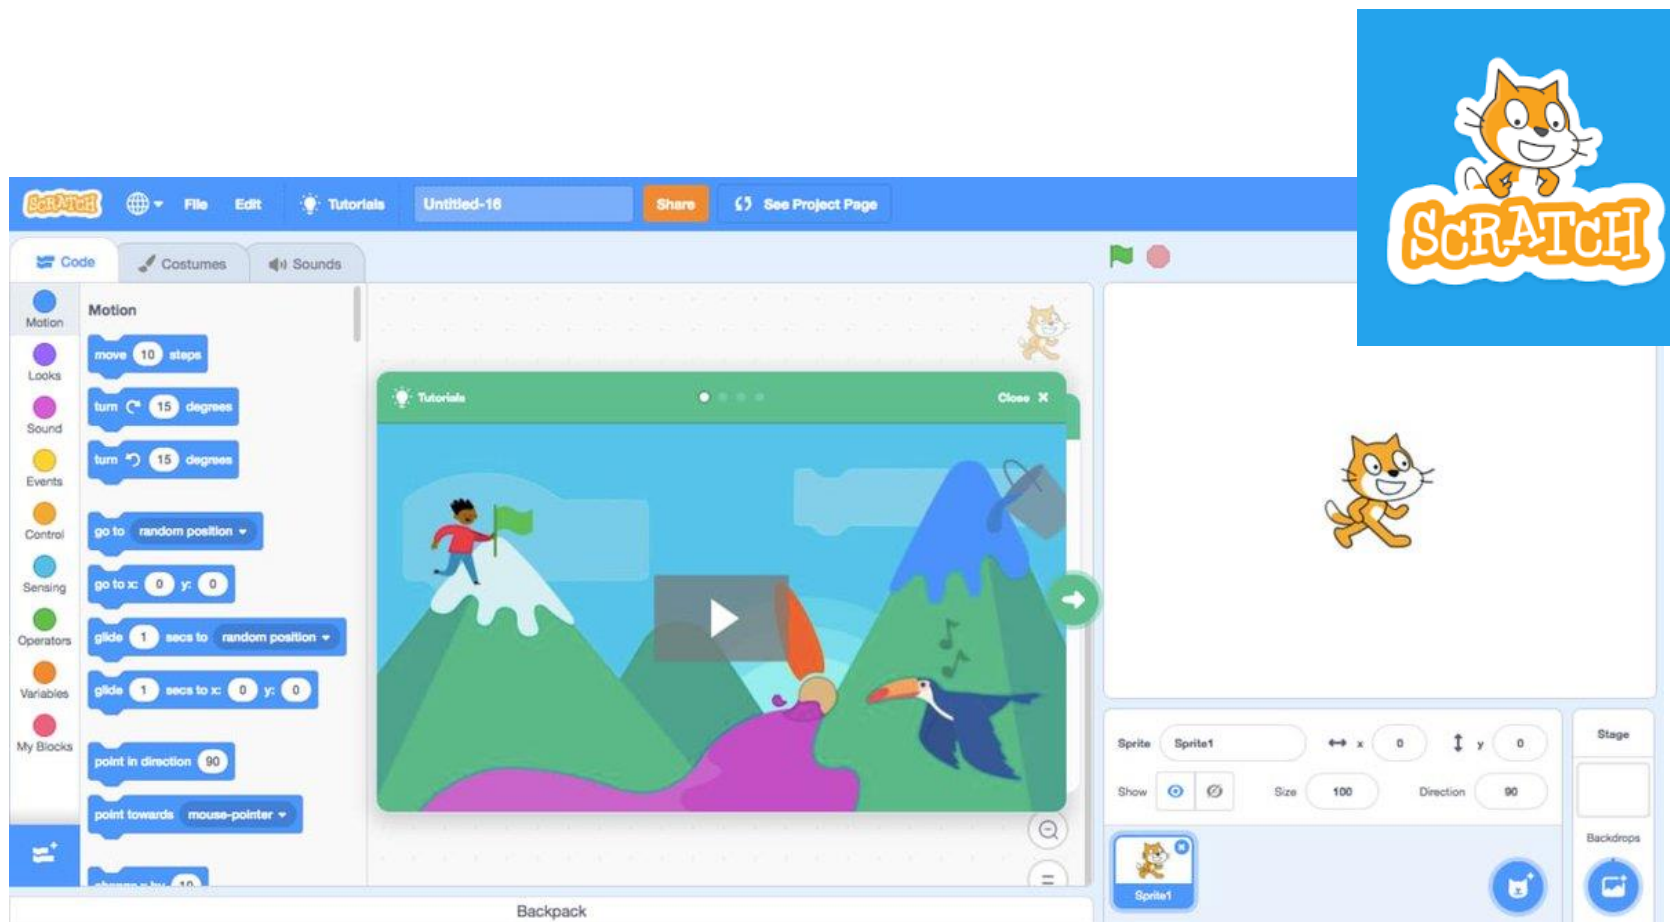 SCRATCH
SCRATCH File Edit Tutorials Untitled-16 Share See Project Page
Code Costumes Sounds
Motion
Looks
Sound
Events
Control
Sensing
Operators
Variables
My Blocks
Motion
move 10 steps
turn 15 degrees
turn 15 degrees
go to random position
go to x: 0 y: 0
glide 1 secs to random position
glide 1 secs to x: 0 y: 0
point in direction 90
point towards mouse-pointer
change x by 10
Tutorials Close
Sprite Sprite1 x 0 y 0
Show Size 100 Direction 90
Sprite1
Stage
Backdrops
Backpack